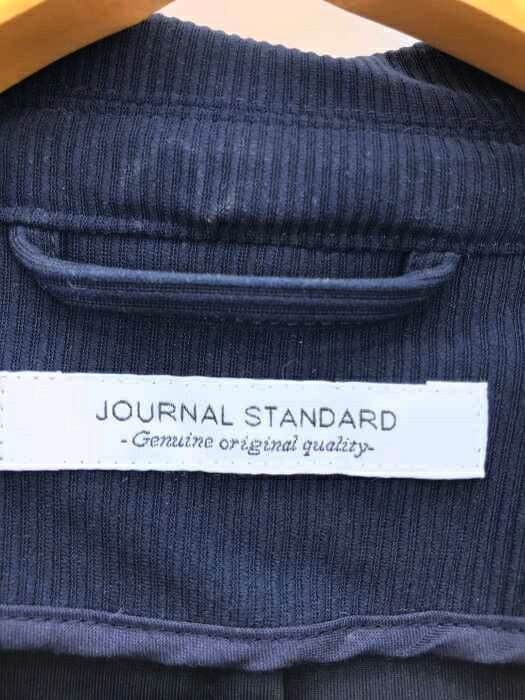 JOURNAL STANDARD
- Genuine original quality-